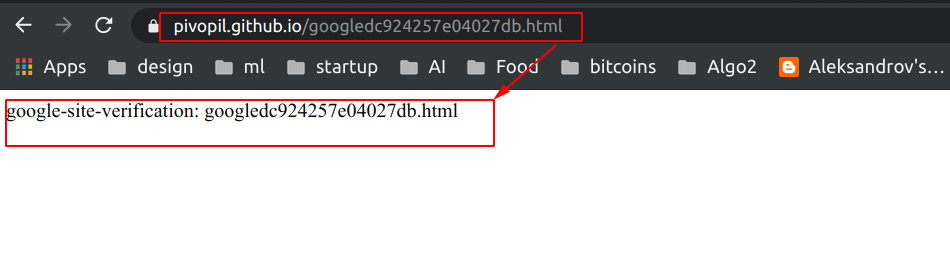 pivopil.github.io/googledc924257e04027db.html
Apps design ml startup AI Food bitcoins Algo2 Aleksandrov's...
google-site-verification: googledc924257e04027db.html